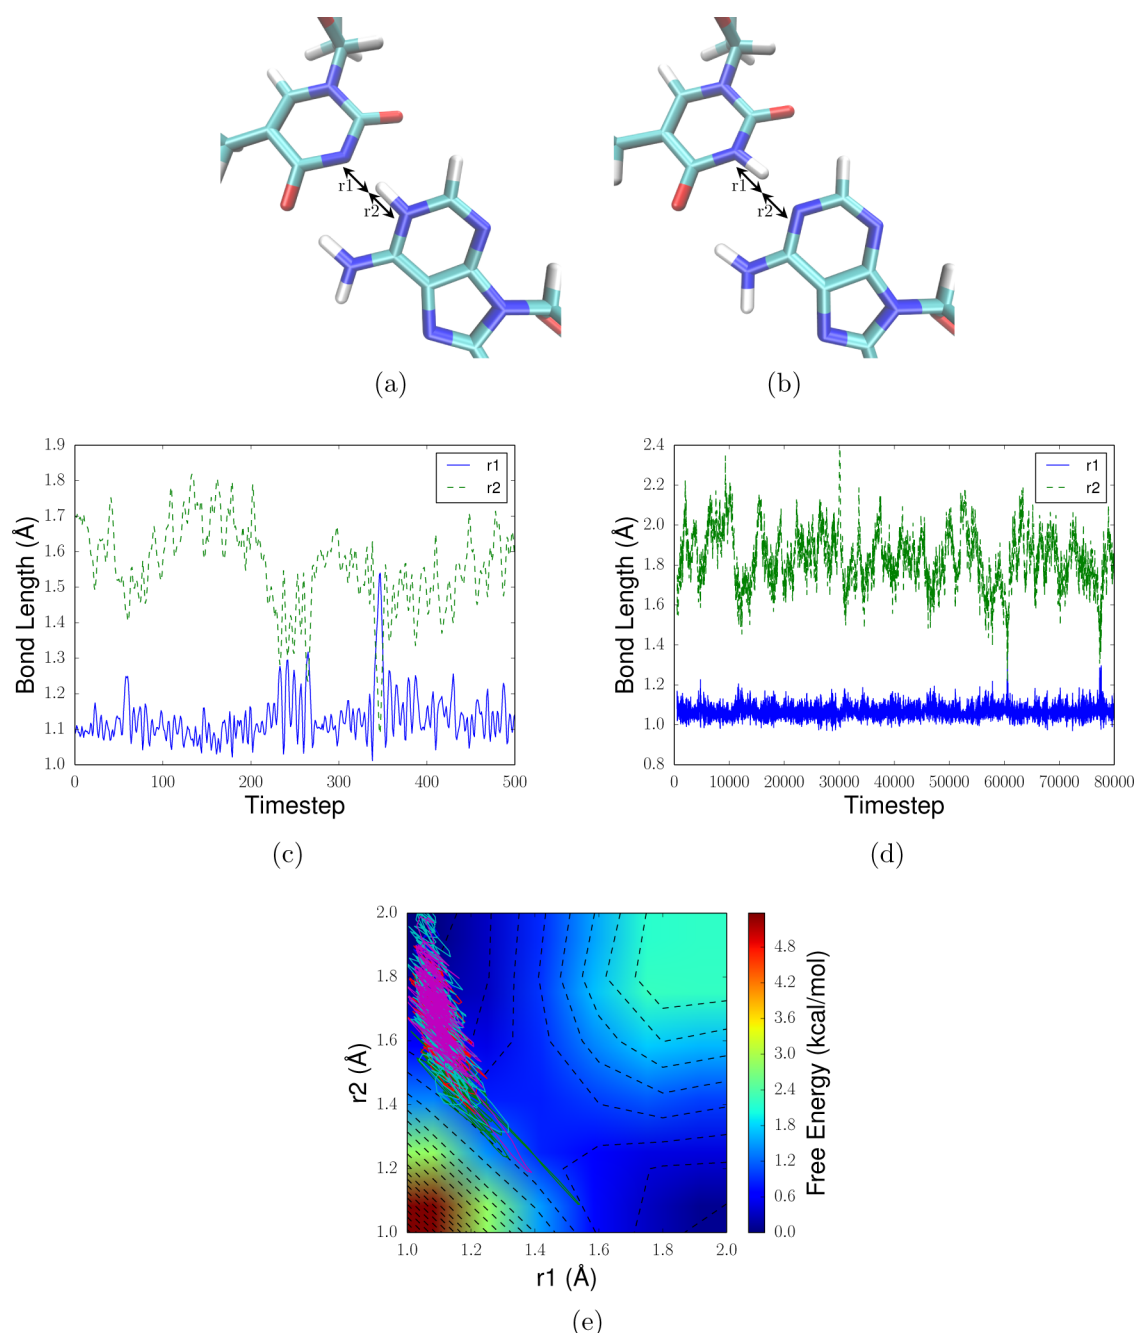 r1
r2
r1
r2
(a)
(b)
1.9
1.8
1.7
1.6
1.5
1.4
1.3
1.2
1.1
1.0
Bond Length (Å)
r1
r2
0
100
200
300
400
500
Timestep
(c)
2.4
2.2
2.0
1.8
1.6
1.4
1.2
1.0
0.8
Bond Length (Å)
r1
r2
0
10000
20000
30000
40000
50000
60000
70000
80000
Timestep
(d)
2.0
1.8
1.6
1.4
1.2
1.0
r2 (Å)
1.0
1.2
1.4
1.6
1.8
2.0
r1 (Å)
4.8
4.2
3.6
3.0
2.4
1.8
1.2
0.6
0.0
Free Energy (kcal/mol)
(e)